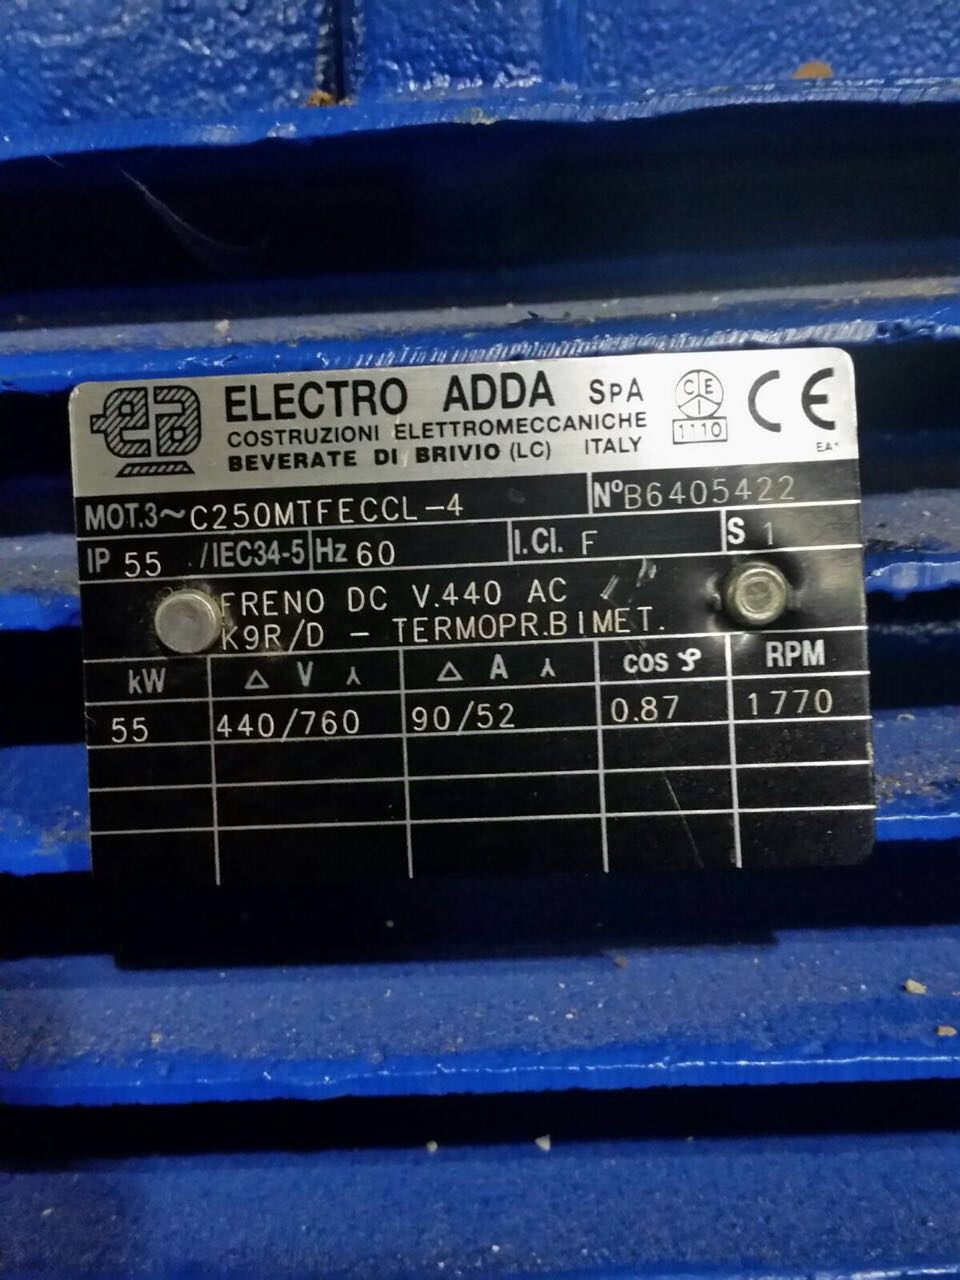 ELECTRO ADDA SpA
COSTRUZIONI ELETTROMECCANICHE
BEVERATE DI BRIVIO (LC) ITALY
CEI
1110
CE
EA
MOT.3~ C250MTFECCL-4 N°B6405422
IP 55 /IEC34-5 Hz 60 I.Cl. F S 1
FRENO DC V.440 AC
K9R/D - TERMOPR.BIMET.
kW Δ V ⅄ Δ A ⅄ cos φ RPM
55 440/760 90/52 0.87 1770